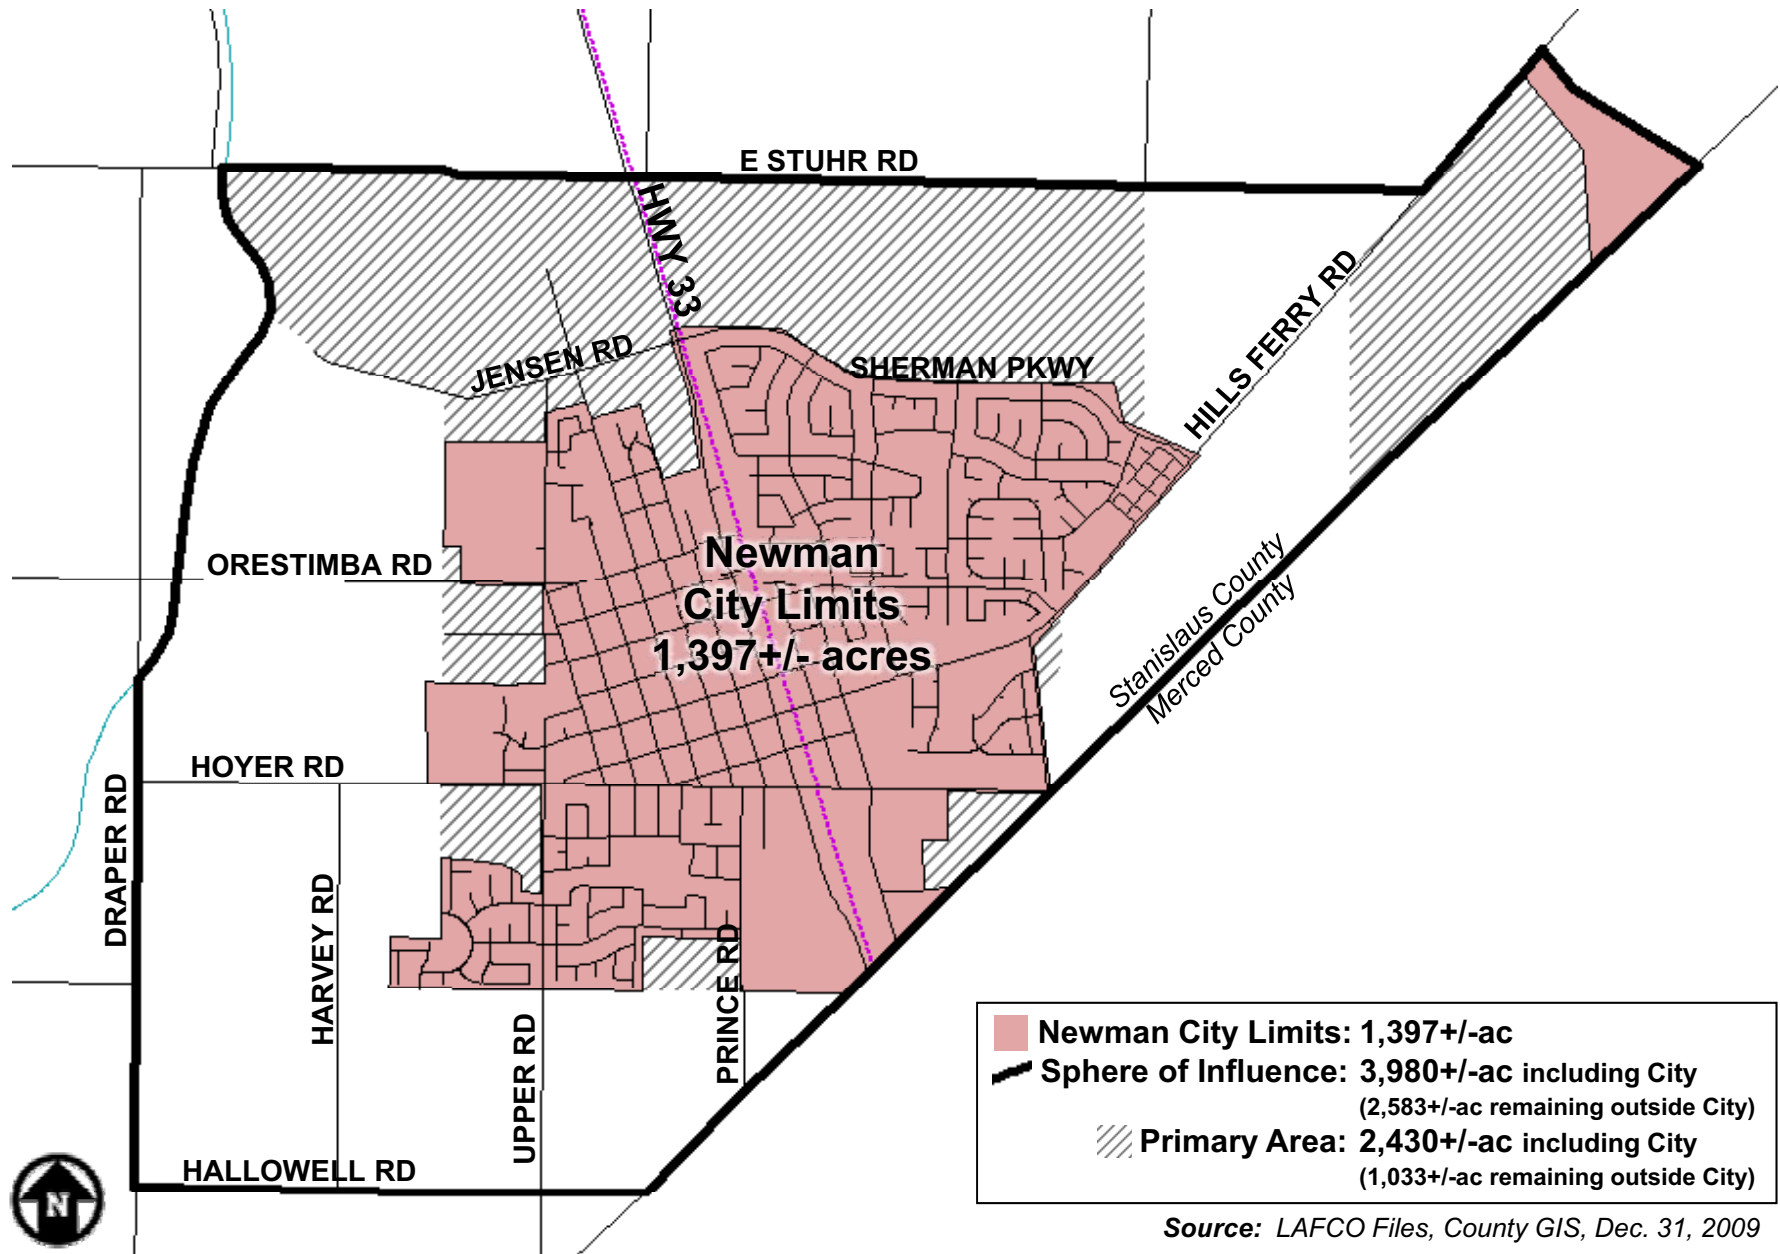 E STUHR RD
HWY 33
HILLS FERRY RD
JENSEN RD
SHERMAN PKWY
ORESTIMBA RD
Newman
City Limits
1,397+/- acres
Stanislaus County
Merced County
HOYER RD
DRAPER RD
HARVEY RD
UPPER RD
PRINCE RD
HALLOWELL RD
N
Newman City Limits: 1,397+/-ac
Sphere of Influence: 3,980+/-ac including City
(2,583+/-ac remaining outside City)
Primary Area: 2,430+/-ac including City
(1,033+/-ac remaining outside City)
Source: LAFCO Files, County GIS, Dec. 31, 2009